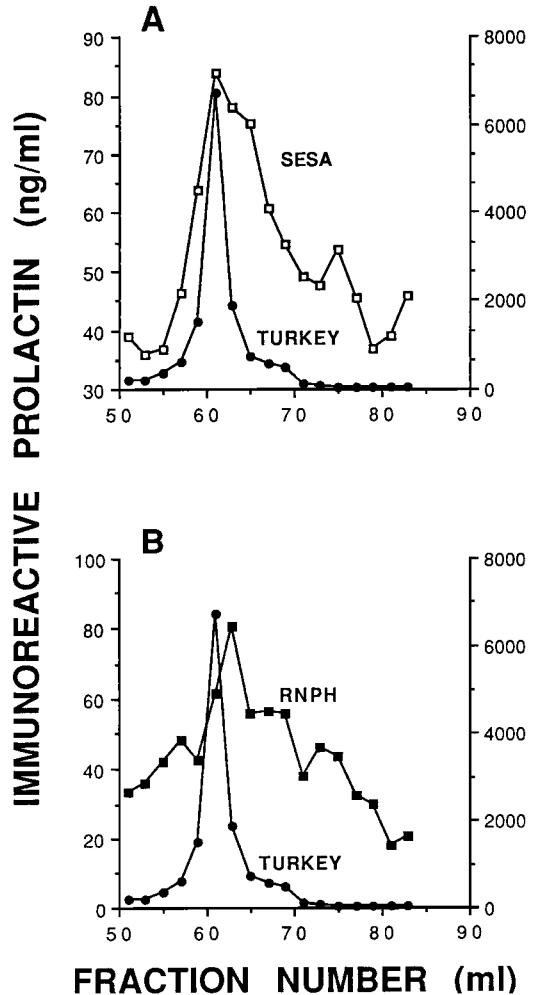 A
90
80
70
60
50
40
30
8000
6000
4000
2000
0
SESA
TURKEY
50 60 70 80 90
IMMUNOREACTIVE PROLACTIN (ng/ml)
B
100
80
60
40
20
0
8000
6000
4000
2000
0
RNPH
TURKEY
50 60 70 80 90
FRACTION NUMBER (ml)